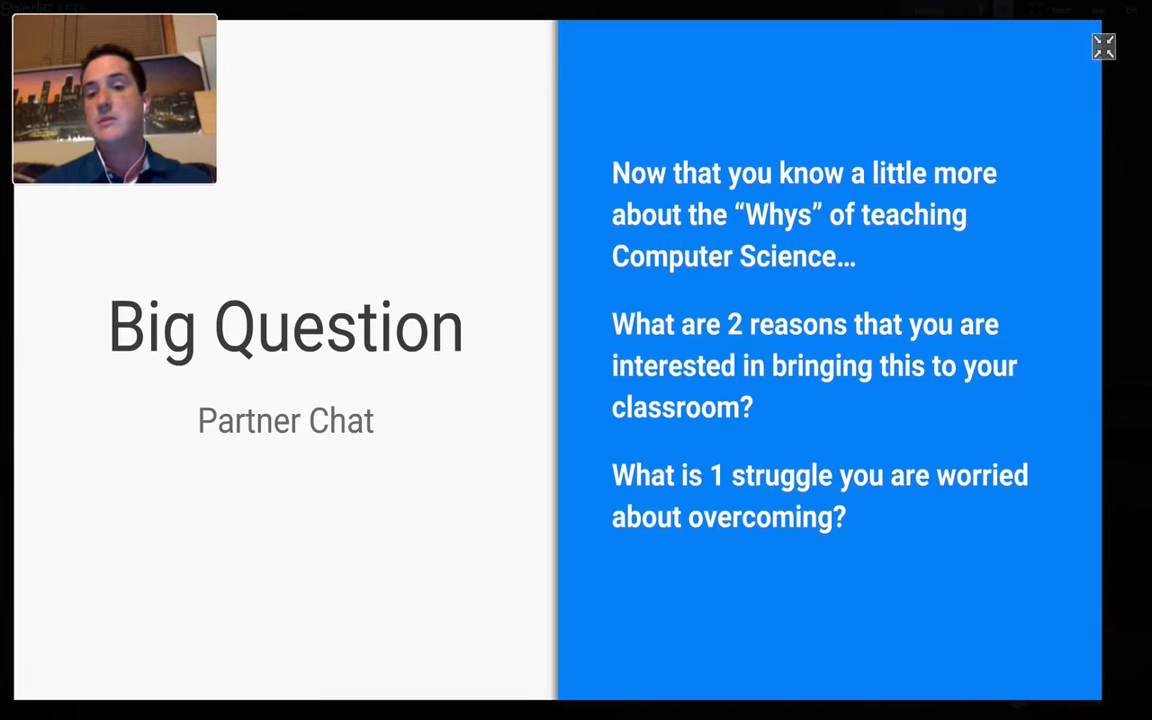 Big Question
Partner Chat
Now that you know a little more
about the “Whys” of teaching
Computer Science...
What are 2 reasons that you are
interested in bringing this to your
classroom?
What is 1 struggle you are worried
about overcoming?